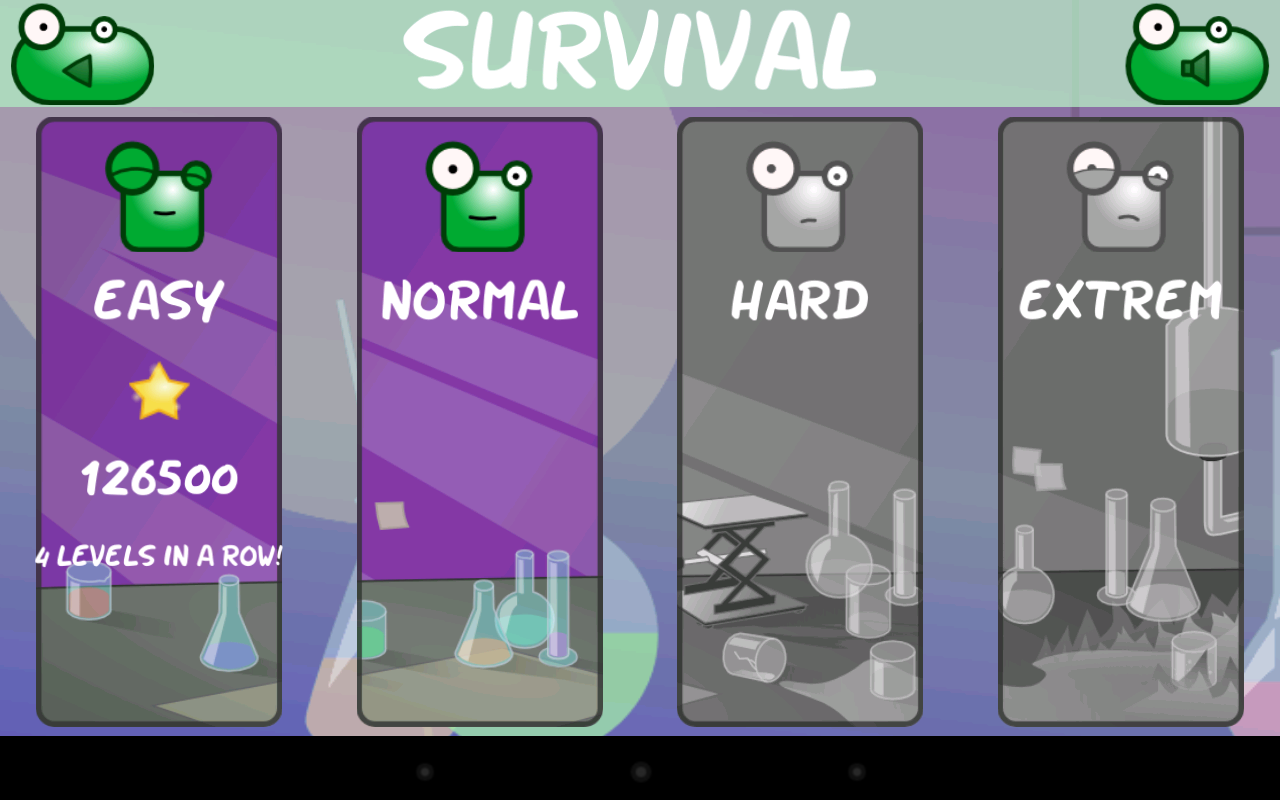 SURVIVAL
EASY
126500
4 LEVELS IN A ROW!
NORMAL
HARD
EXTREM